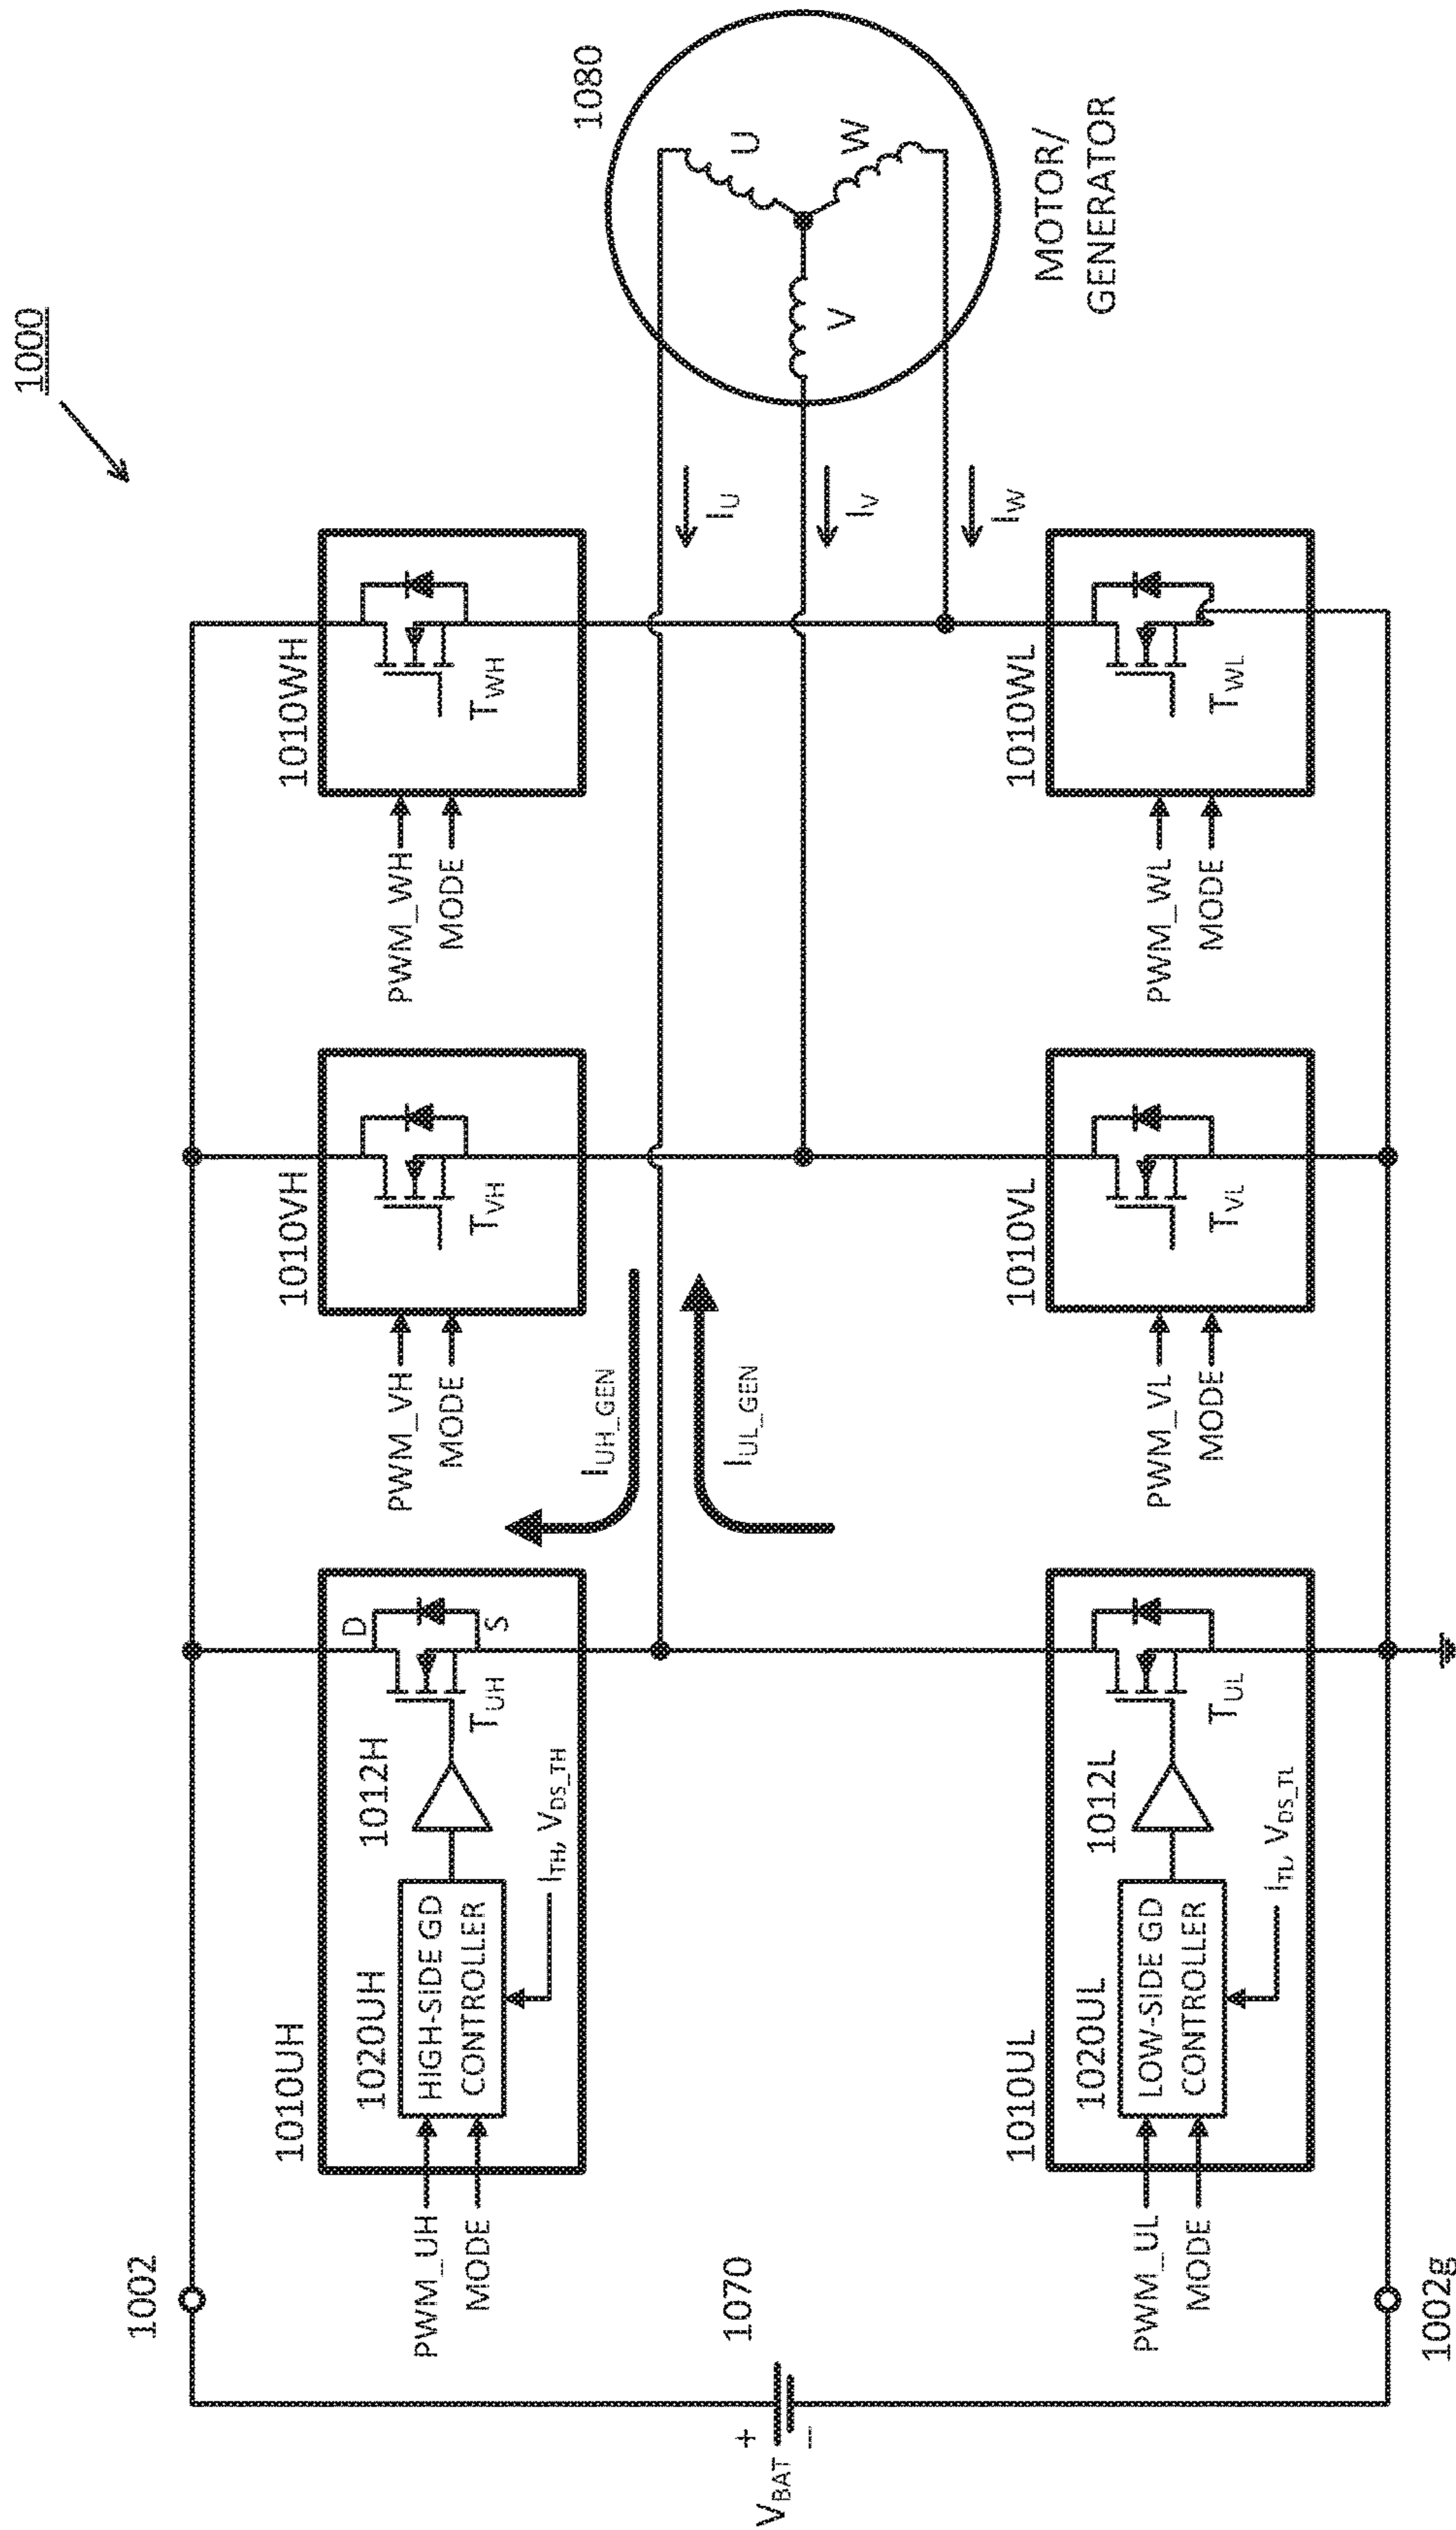 1000
1002
1010UH
1020UH
HIGH-SIDE GD
CONTROLLER
1012H
D
S
T_UH
I_TH, V_DS_TH
PWM_UH
MODE
1010VH
T_VH
PWM_VH
MODE
1010WH
T_WH
PWM_WH
MODE
I_UH_GEN
I_UL_GEN
V_BAT
+
−
1070
I_U
I_V
I_W
1080
U
V
W
MOTOR/
GENERATOR
1010UL
1020UL
LOW-SIDE GD
CONTROLLER
1012L
T_UL
I_TL, V_DS_TL
PWM_UL
MODE
1010VL
T_VL
PWM_VL
MODE
1010WL
T_WL
PWM_WL
MODE
1002g